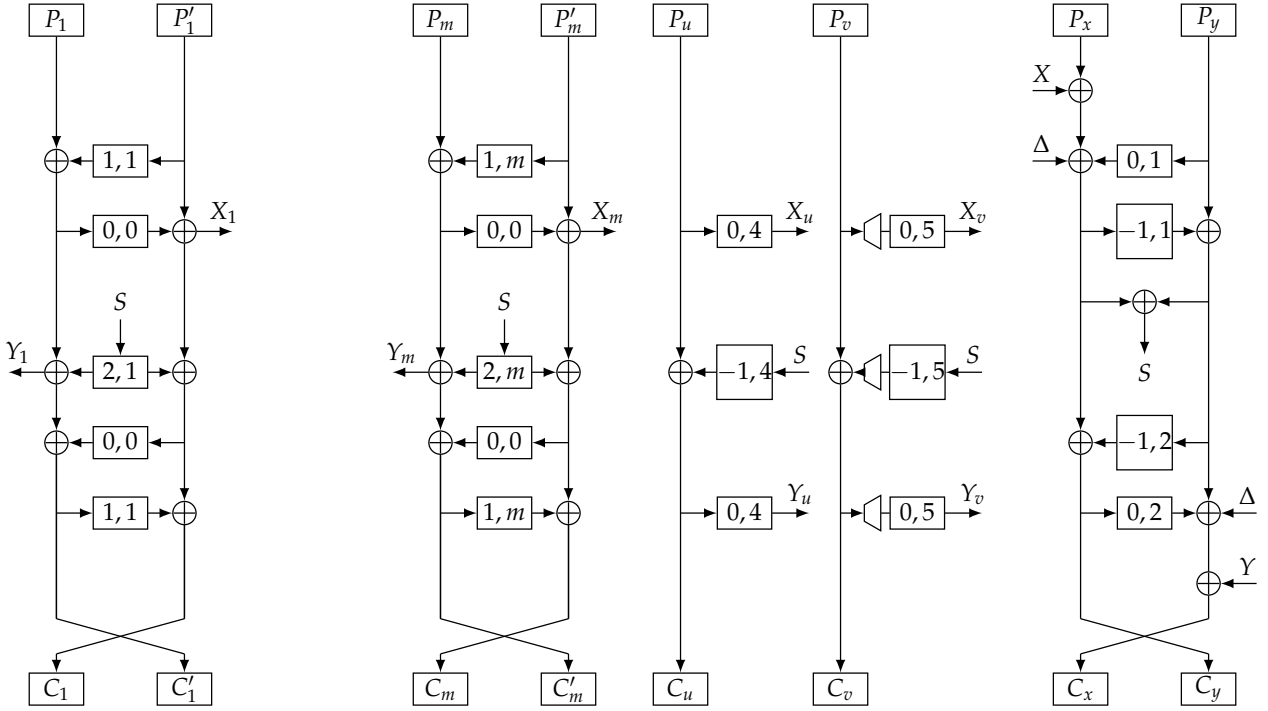 P₁ P′₁ Pₘ P′ₘ Pᵤ Pᵥ Pₓ P_y
X
1, 1 1, m Δ 0, 1
X₁ Xₘ Xᵤ Xᵥ
0, 0 0, 0 0, 4 0, 5 −1, 1
S S
Y₁ Yₘ S S S
2, 1 2, m −1, 4 −1, 5
0, 0 0, 0 −1, 2
Yᵤ Yᵥ Δ
1, 1 1, m 0, 4 0, 5 0, 2
Y
C₁ C′₁ Cₘ C′ₘ Cᵤ Cᵥ Cₓ C_y